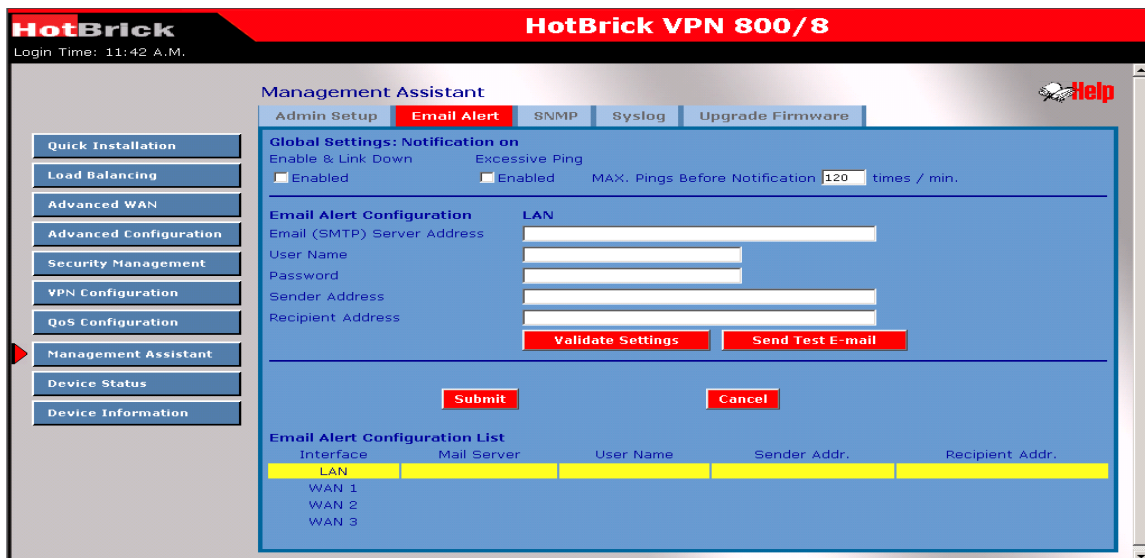 HotBrick
HotBrick VPN 800/8
Login Time: 11:42 A.M.
Management Assistant
Help
Admin Setup Email Alert SNMP Syslog Upgrade Firmware
Quick Installation
Load Balancing
Advanced WAN
Advanced Configuration
Security Management
VPN Configuration
QoS Configuration
Management Assistant
Device Status
Device Information
Global Settings: Notification on
Enable & Link Down Excessive Ping
Enabled Enabled MAX. Pings Before Notification 120 times / min.
Email Alert Configuration LAN
Email (SMTP) Server Address
User Name
Password
Sender Address
Recipient Address
Validate Settings Send Test E-mail
Submit Cancel
Email Alert Configuration List
Interface Mail Server User Name Sender Addr. Recipient Addr.
LAN
WAN 1
WAN 2
WAN 3